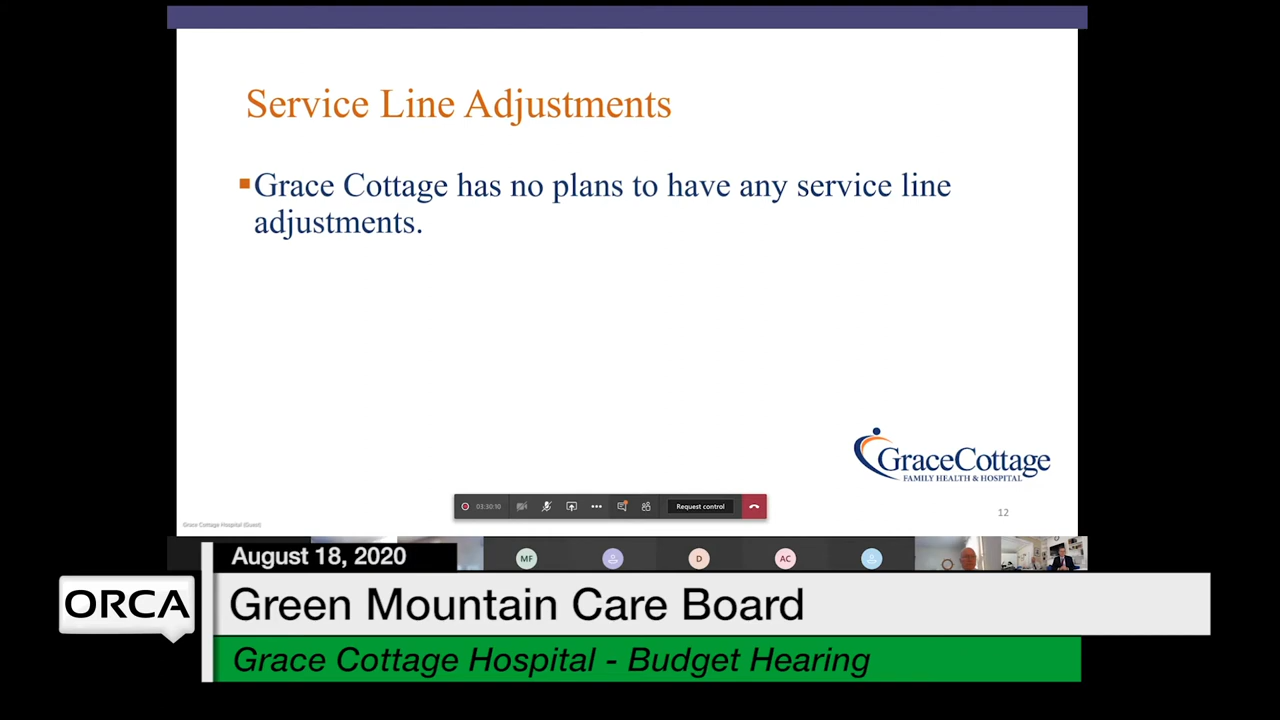 Service Line Adjustments
▪Grace Cottage has no plans to have any service line
adjustments.
GraceCottage
FAMILY HEALTH & HOSPITAL
03:30:10
Request control
12
Grace Cottage Hospital (Guest)
MF
D
AC
August 18, 2020
ORCA
Green Mountain Care Board
Grace Cottage Hospital - Budget Hearing